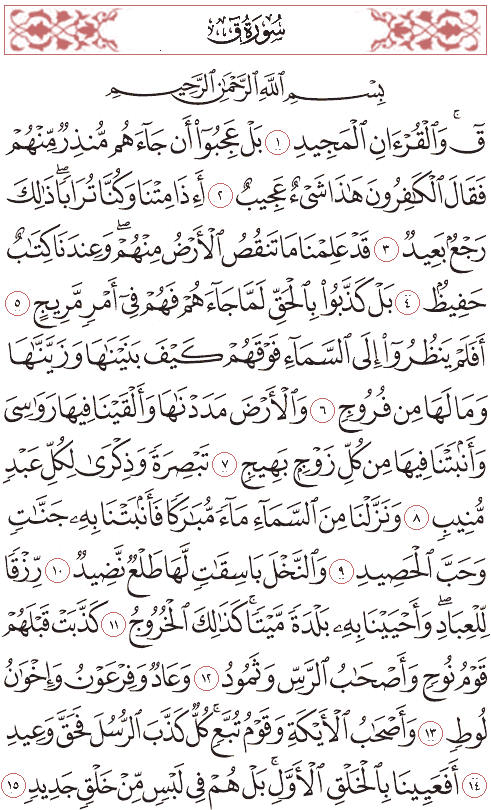 سُورَةُ قٓ
بِسْمِ ٱللَّهِ ٱلرَّحْمَٰنِ ٱلرَّحِيمِ
قٓ ۚ وَٱلْقُرْءَانِ ٱلْمَجِيدِ ١ بَلْ عَجِبُوٓا۟ أَن جَآءَهُم مُّنذِرٌ مِّنْهُمْ
فَقَالَ ٱلْكَٰفِرُونَ هَٰذَا شَىْءٌ عَجِيبٌ ٢ أَءِذَا مِتْنَا وَكُنَّا تُرَابًا ۖ ذَٰلِكَ
رَجْعٌۢ بَعِيدٌ ٣ قَدْ عَلِمْنَا مَا تَنقُصُ ٱلْأَرْضُ مِنْهُمْ ۖ وَعِندَنَا كِتَٰبٌ
حَفِيظٌۢ ٤ بَلْ كَذَّبُوا۟ بِٱلْحَقِّ لَمَّا جَآءَهُمْ فَهُمْ فِىٓ أَمْرٍ مَّرِيجٍ ٥
أَفَلَمْ يَنظُرُوٓا۟ إِلَى ٱلسَّمَآءِ فَوْقَهُمْ كَيْفَ بَنَيْنَٰهَا وَزَيَّنَّٰهَا
وَمَا لَهَا مِن فُرُوجٍ ٦ وَٱلْأَرْضَ مَدَدْنَٰهَا وَأَلْقَيْنَا فِيهَا رَوَٰسِىَ
وَأَنۢبَتْنَا فِيهَا مِن كُلِّ زَوْجٍۭ بَهِيجٍ ٧ تَبْصِرَةً وَذِكْرَىٰ لِكُلِّ عَبْدٍ
مُّنِيبٍ ٨ وَنَزَّلْنَا مِنَ ٱلسَّمَآءِ مَآءً مُّبَٰرَكًا فَأَنۢبَتْنَا بِهِۦ جَنَّٰتٍ
وَحَبَّ ٱلْحَصِيدِ ٩ وَٱلنَّخْلَ بَاسِقَٰتٍ لَّهَا طَلْعٌ نَّضِيدٌ ١٠ رِّزْقًا
لِّلْعِبَادِ ۖ وَأَحْيَيْنَا بِهِۦ بَلْدَةً مَّيْتًا ۚ كَذَٰلِكَ ٱلْخُرُوجُ ١١ كَذَّبَتْ قَبْلَهُمْ
قَوْمُ نُوحٍ وَأَصْحَٰبُ ٱلرَّسِّ وَثَمُودُ ١٢ وَعَادٌ وَفِرْعَوْنُ وَإِخْوَٰنُ
لُوطٍ ١٣ وَأَصْحَٰبُ ٱلْأَيْكَةِ وَقَوْمُ تُبَّعٍ ۚ كُلٌّ كَذَّبَ ٱلرُّسُلَ فَحَقَّ وَعِيدِ
١٤ أَفَعَيِينَا بِٱلْخَلْقِ ٱلْأَوَّلِ ۚ بَلْ هُمْ فِى لَبْسٍ مِّنْ خَلْقٍ جَدِيدٍ ١٥